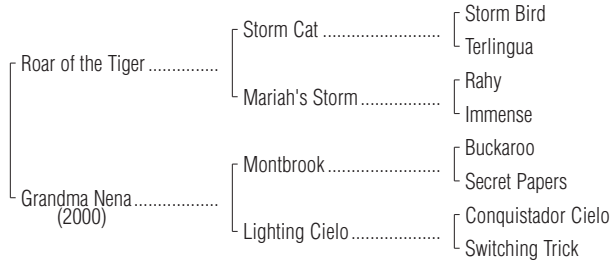 Storm Bird
Storm Cat ..............................
Terlingua
Roar of the Tiger ..................
Rahy
Mariah's Storm ....................
Immense
Buckaroo
Montbrook .............................
Secret Papers
Grandma Nena ......................
(2000)
Conquistador Cielo
Lighting Cielo .......................
Switching Trick